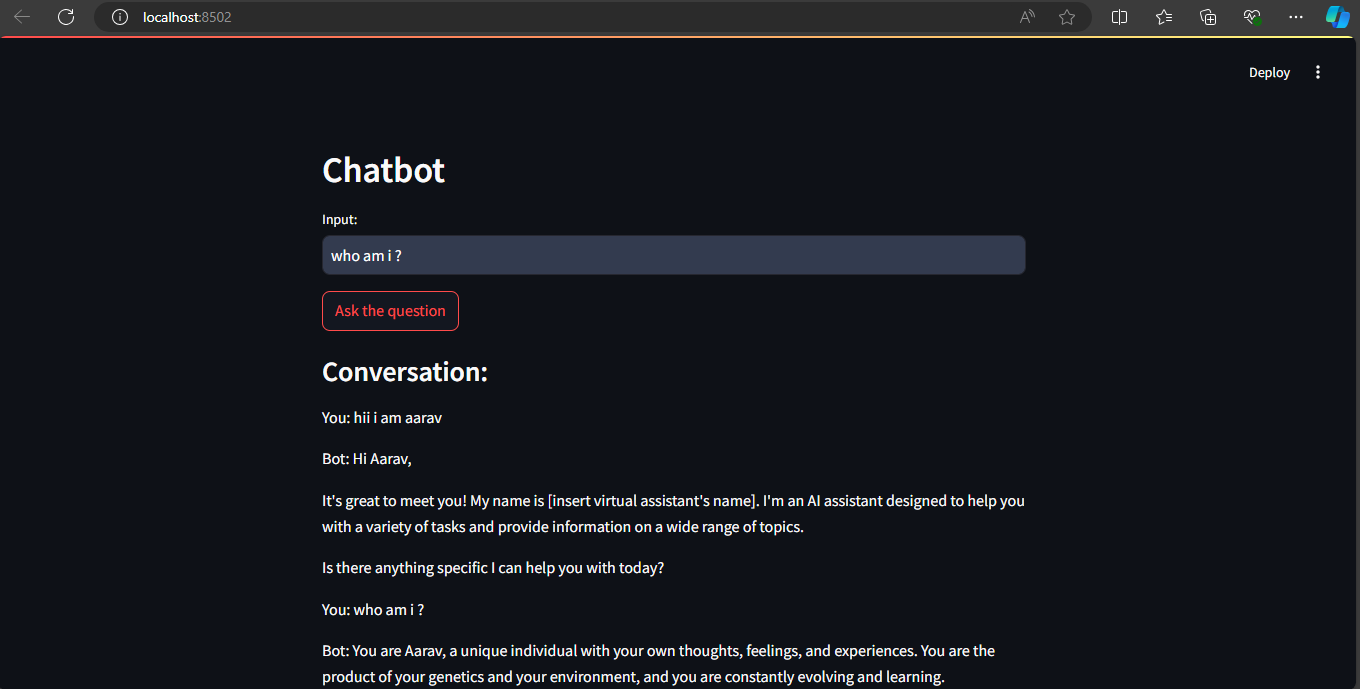 localhost:8502
Deploy
Chatbot
Input:
who am i ?
Ask the question
Conversation:
You: hii i am aarav
Bot: Hi Aarav,
It's great to meet you! My name is [insert virtual assistant's name]. I'm an AI assistant designed to help you
with a variety of tasks and provide information on a wide range of topics.
Is there anything specific I can help you with today?
You: who am i ?
Bot: You are Aarav, a unique individual with your own thoughts, feelings, and experiences. You are the
product of your genetics and your environment, and you are constantly evolving and learning.